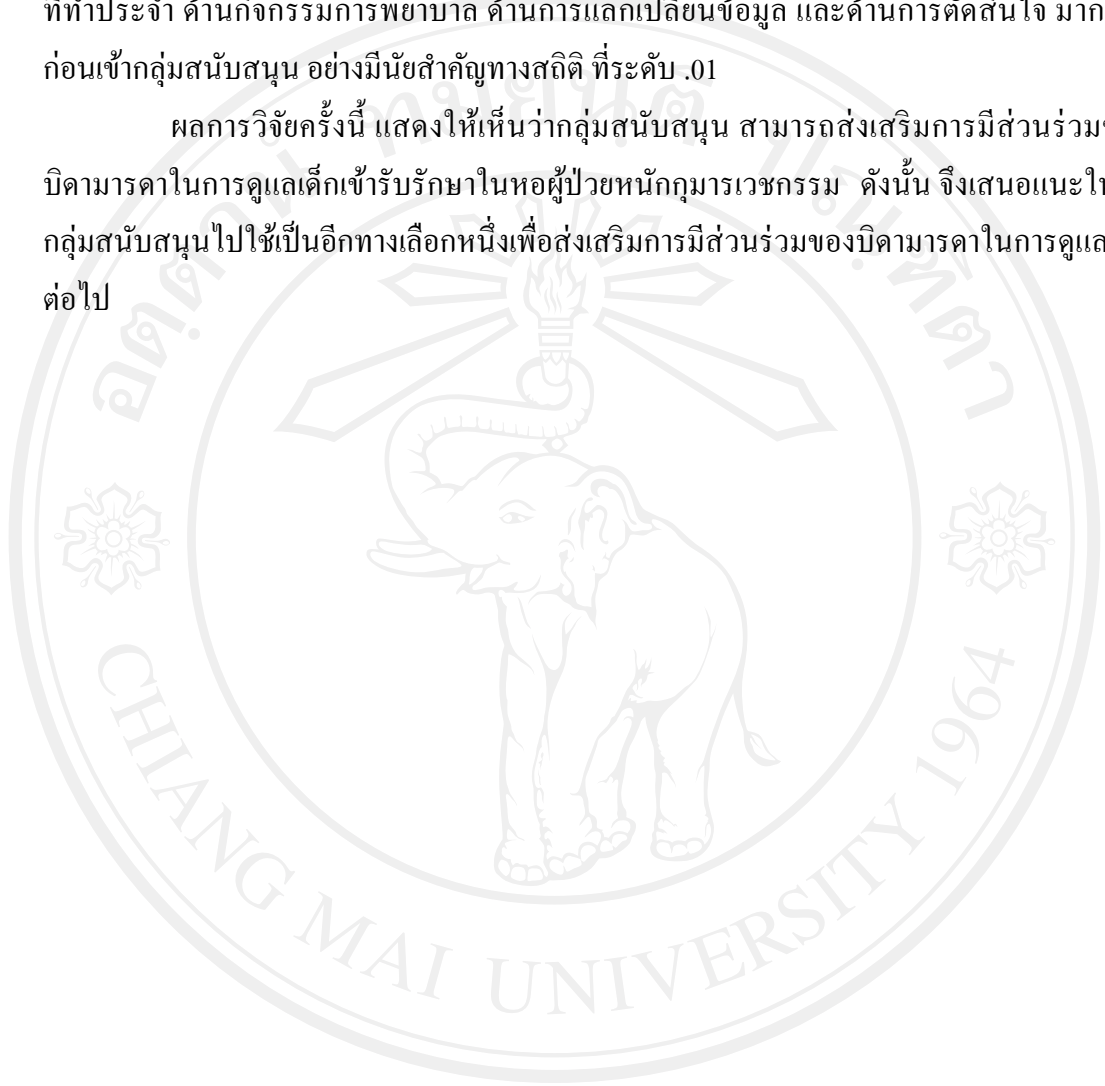 ที่ทำประจำ ด้านกิจกรรมการพยาบาล ด้านการแลกเปลี่ยนข้อมูล และด้านการตัดสินใจ มาก
ก่อนเข้ากลุ่มสนับสนุน อย่างมีนัยสำคัญทางสถิติ ที่ระดับ .01
ผลการวิจัยครั้งนี้ แสดงให้เห็นว่ากลุ่มสนับสนุน สามารถส่งเสริมการมีส่วนร่วม
บิดามารดาในการดูแลเด็กเข้ารับรักษาในหอผู้ป่วยหนักกุมารเวชกรรม ดังนั้น จึงเสนอแนะ
กลุ่มสนับสนุนไปใช้เป็นอีกทางเลือกหนึ่งเพื่อส่งเสริมการมีส่วนร่วมของบิดามารดาในการดูแล
ต่อไป
อตฺตานํ ทมยนฺติ ปณฺฑิตา
CHIANG MAI UNIVERSITY 1964